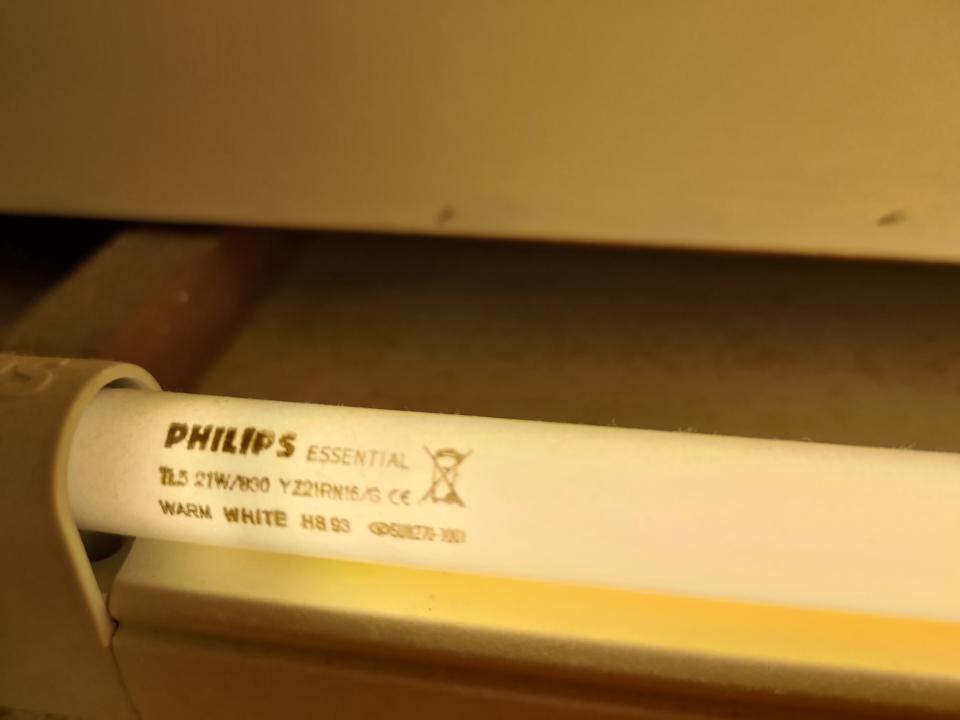 PHILIPS ESSENTIAL
TL5 21W/830 YZ21RN16/G CE
WARM WHITE H8 93